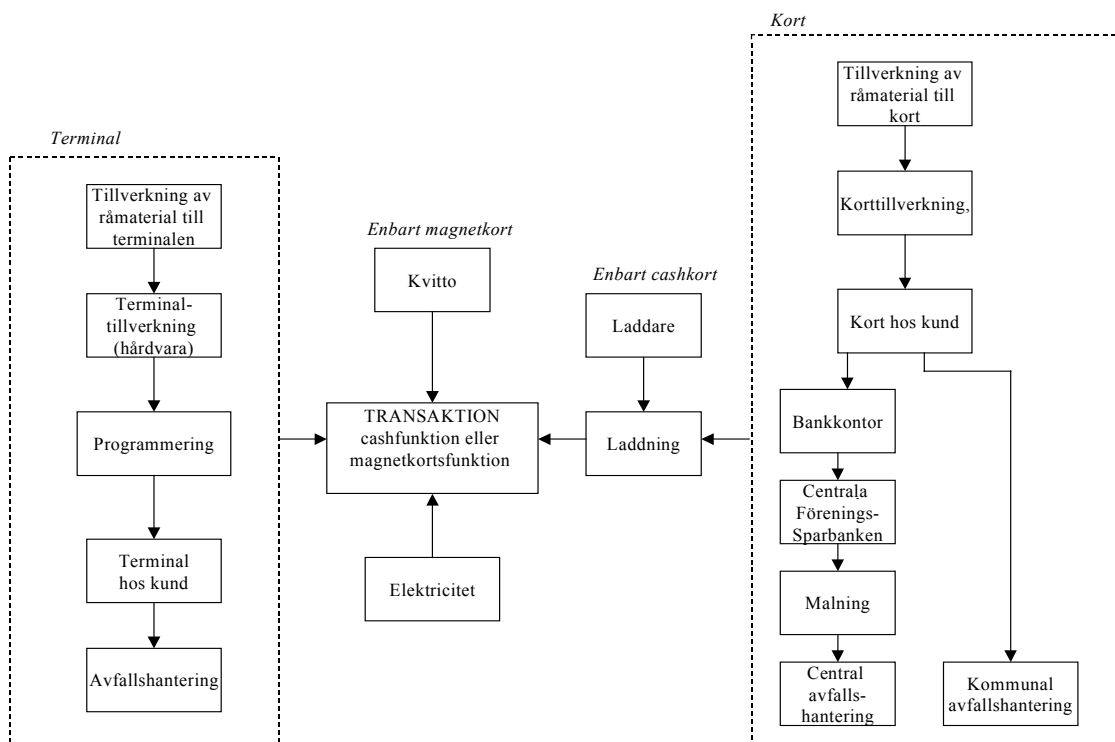 Kort
Tillverkning av
råmaterial till
kort
Korttillverkning,
Kort hos kund
Bankkontor
Centrala
Förenings-
Sparbanken
Malning
Central
avfalls-
hantering
Kommunal
avfallshantering
Terminal
Tillverkning av
råmaterial till
terminalen
Terminal-
tillverkning
(hårdvara)
Programmering
Terminal
hos kund
Avfallshantering
Enbart magnetkort
Kvitto
Enbart cashkort
Laddare
TRANSAKTION
cashfunktion eller
magnetkortsfunktion
Laddning
Elektricitet